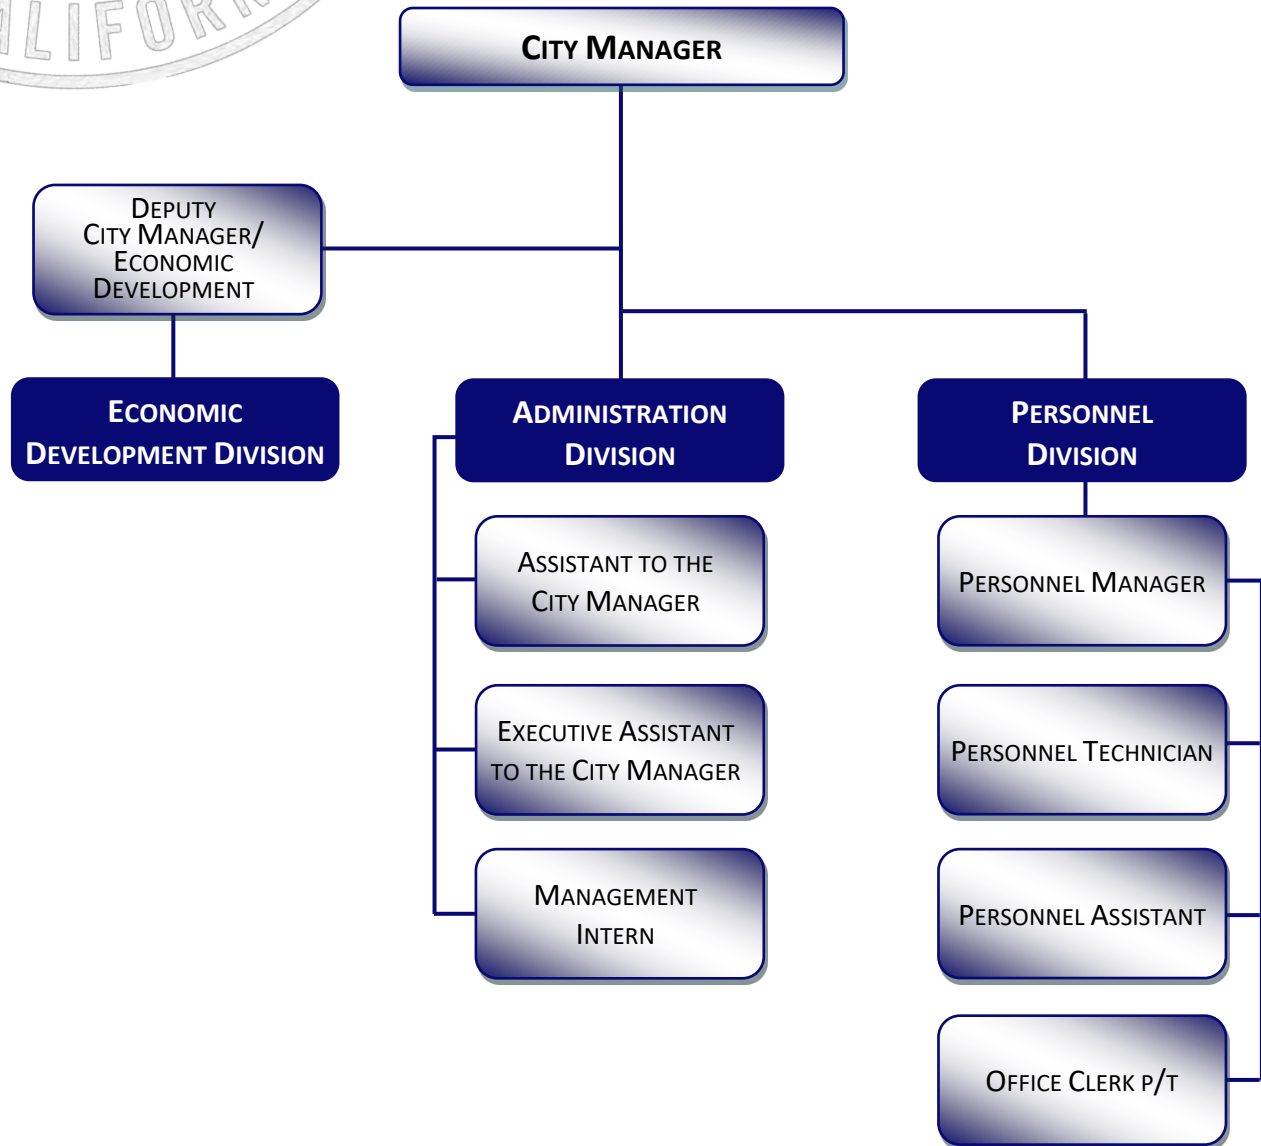 ALIFORN
CITY MANAGER
DEPUTY
CITY MANAGER/
ECONOMIC
DEVELOPMENT
ECONOMIC
DEVELOPMENT DIVISION
ADMINISTRATION
DIVISION
ASSISTANT TO THE
CITY MANAGER
EXECUTIVE ASSISTANT
TO THE CITY MANAGER
MANAGEMENT
INTERN
PERSONNEL
DIVISION
PERSONNEL MANAGER
PERSONNEL TECHNICIAN
PERSONNEL ASSISTANT
OFFICE CLERK P/T